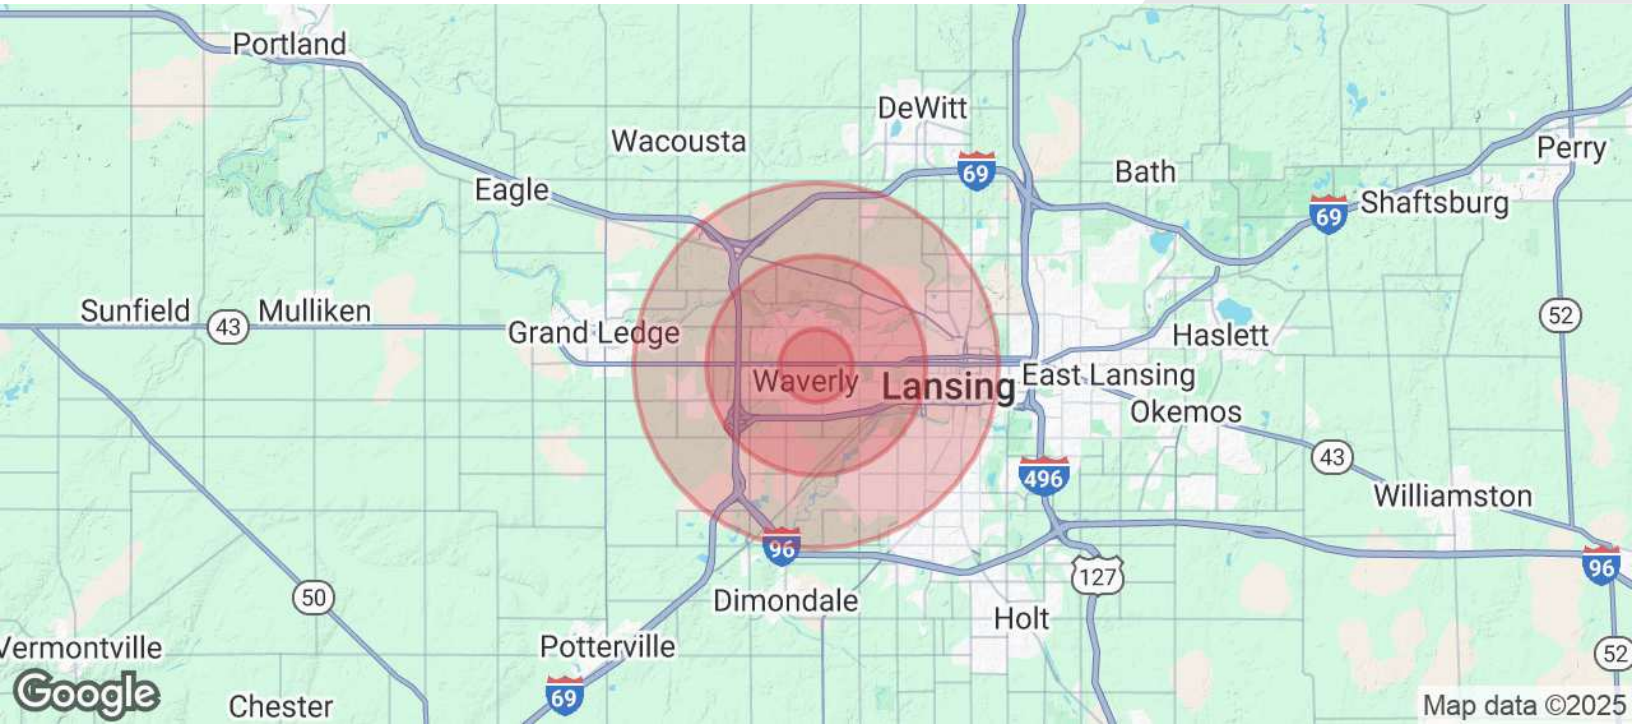 Portland
DeWitt
Wacousta
Perry
69
Bath
Eagle
69
Shaftsburg
Sunfield
43
Mulliken
52
Grand Ledge
Haslett
Waverly
Lansing
East Lansing
Okemos
43
496
Williamston
96
96
127
50
Dimondale
Holt
Vermontville
Potterville
52
Google
69
Chester
Map data ©2025